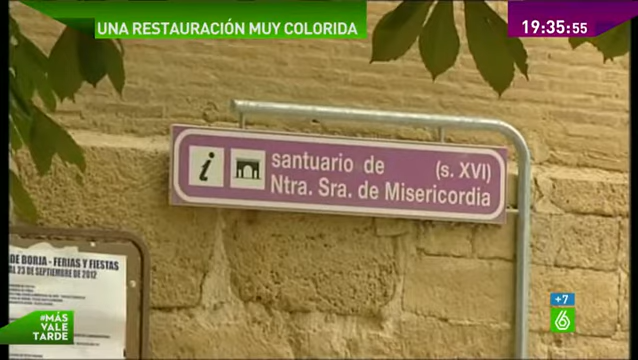 UNA RESTAURACIÓN MUY COLORIDA
19:35:55
i
santuario de (s. XVI)
Ntra. Sra. de Misericordia
DE BORJA - FERIAS Y FIESTAS
AL 23 DE SEPTIEMBRE DE 2012
#MÁS
VALE
TARDE
+7
6